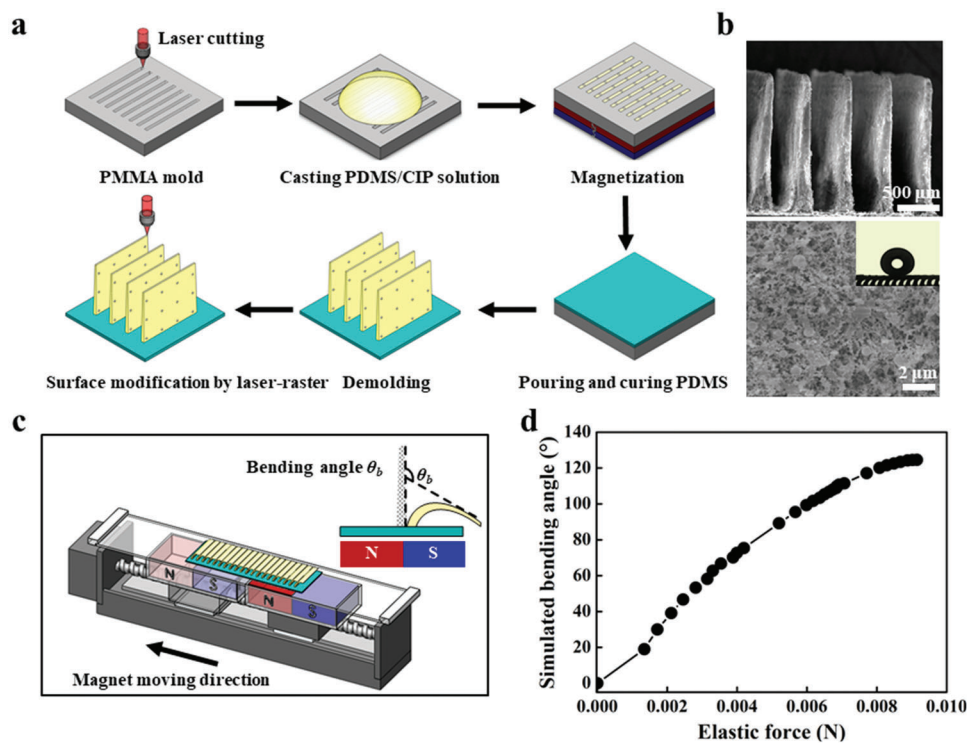 a
Laser cutting
PMMA mold
Casting PDMS/CIP solution
Magnetization
Surface modification by laser-raster
Demolding
Pouring and curing PDMS
b
500 μm
2 μm
c
Bending angle θb
θb
N
S
N
S
N
S
Magnet moving direction
d
Simulated bending angle (°)
140
120
100
80
60
40
20
0
0.000
0.002
0.004
0.006
0.008
0.010
Elastic force (N)